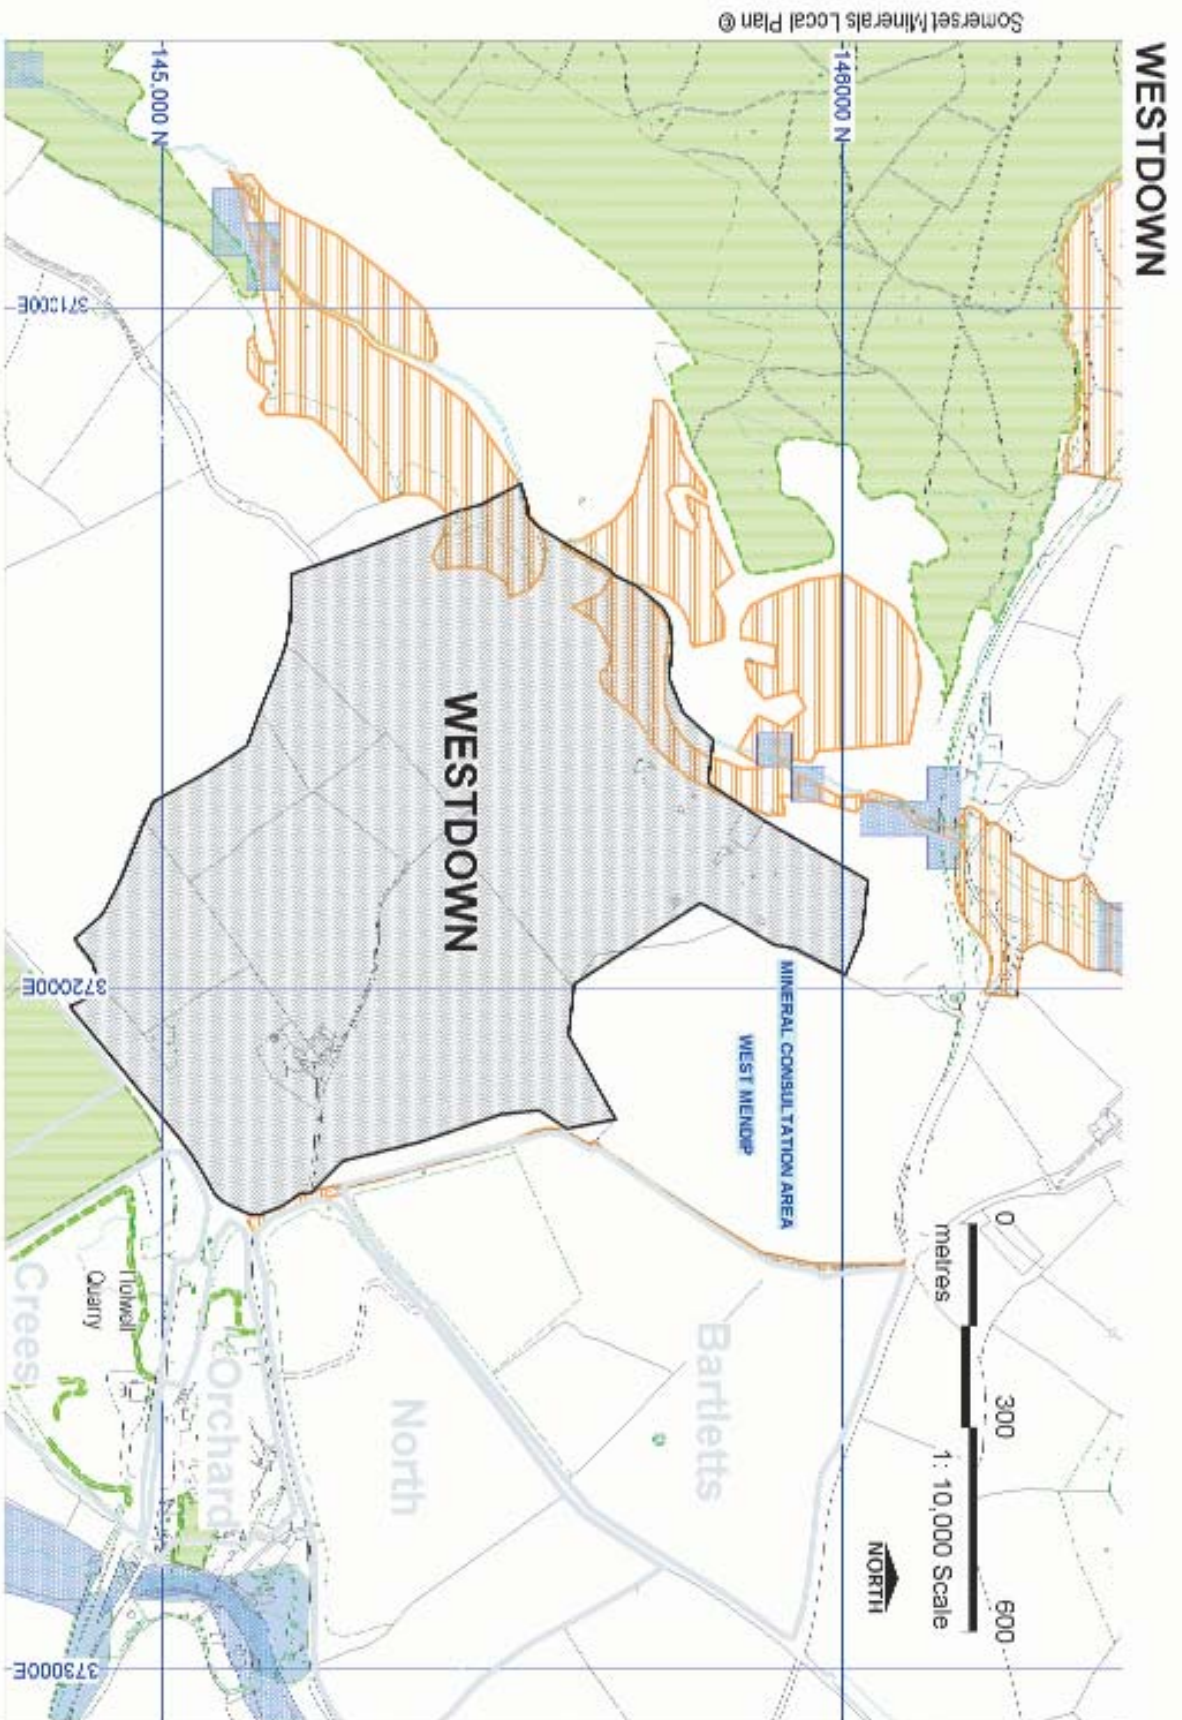 WESTDOWN
Somerset Minerals Local Plan ©
145,000 N
146000 N
371000E
WESTDOWN
372000E
MINERAL CONSULTATION AREA
WEST MENDIP
0
300
600
metres
1: 10,000 Scale
NORTH
Bartletts
North
Orchard
Holwell
Quarry
Crees
373000E